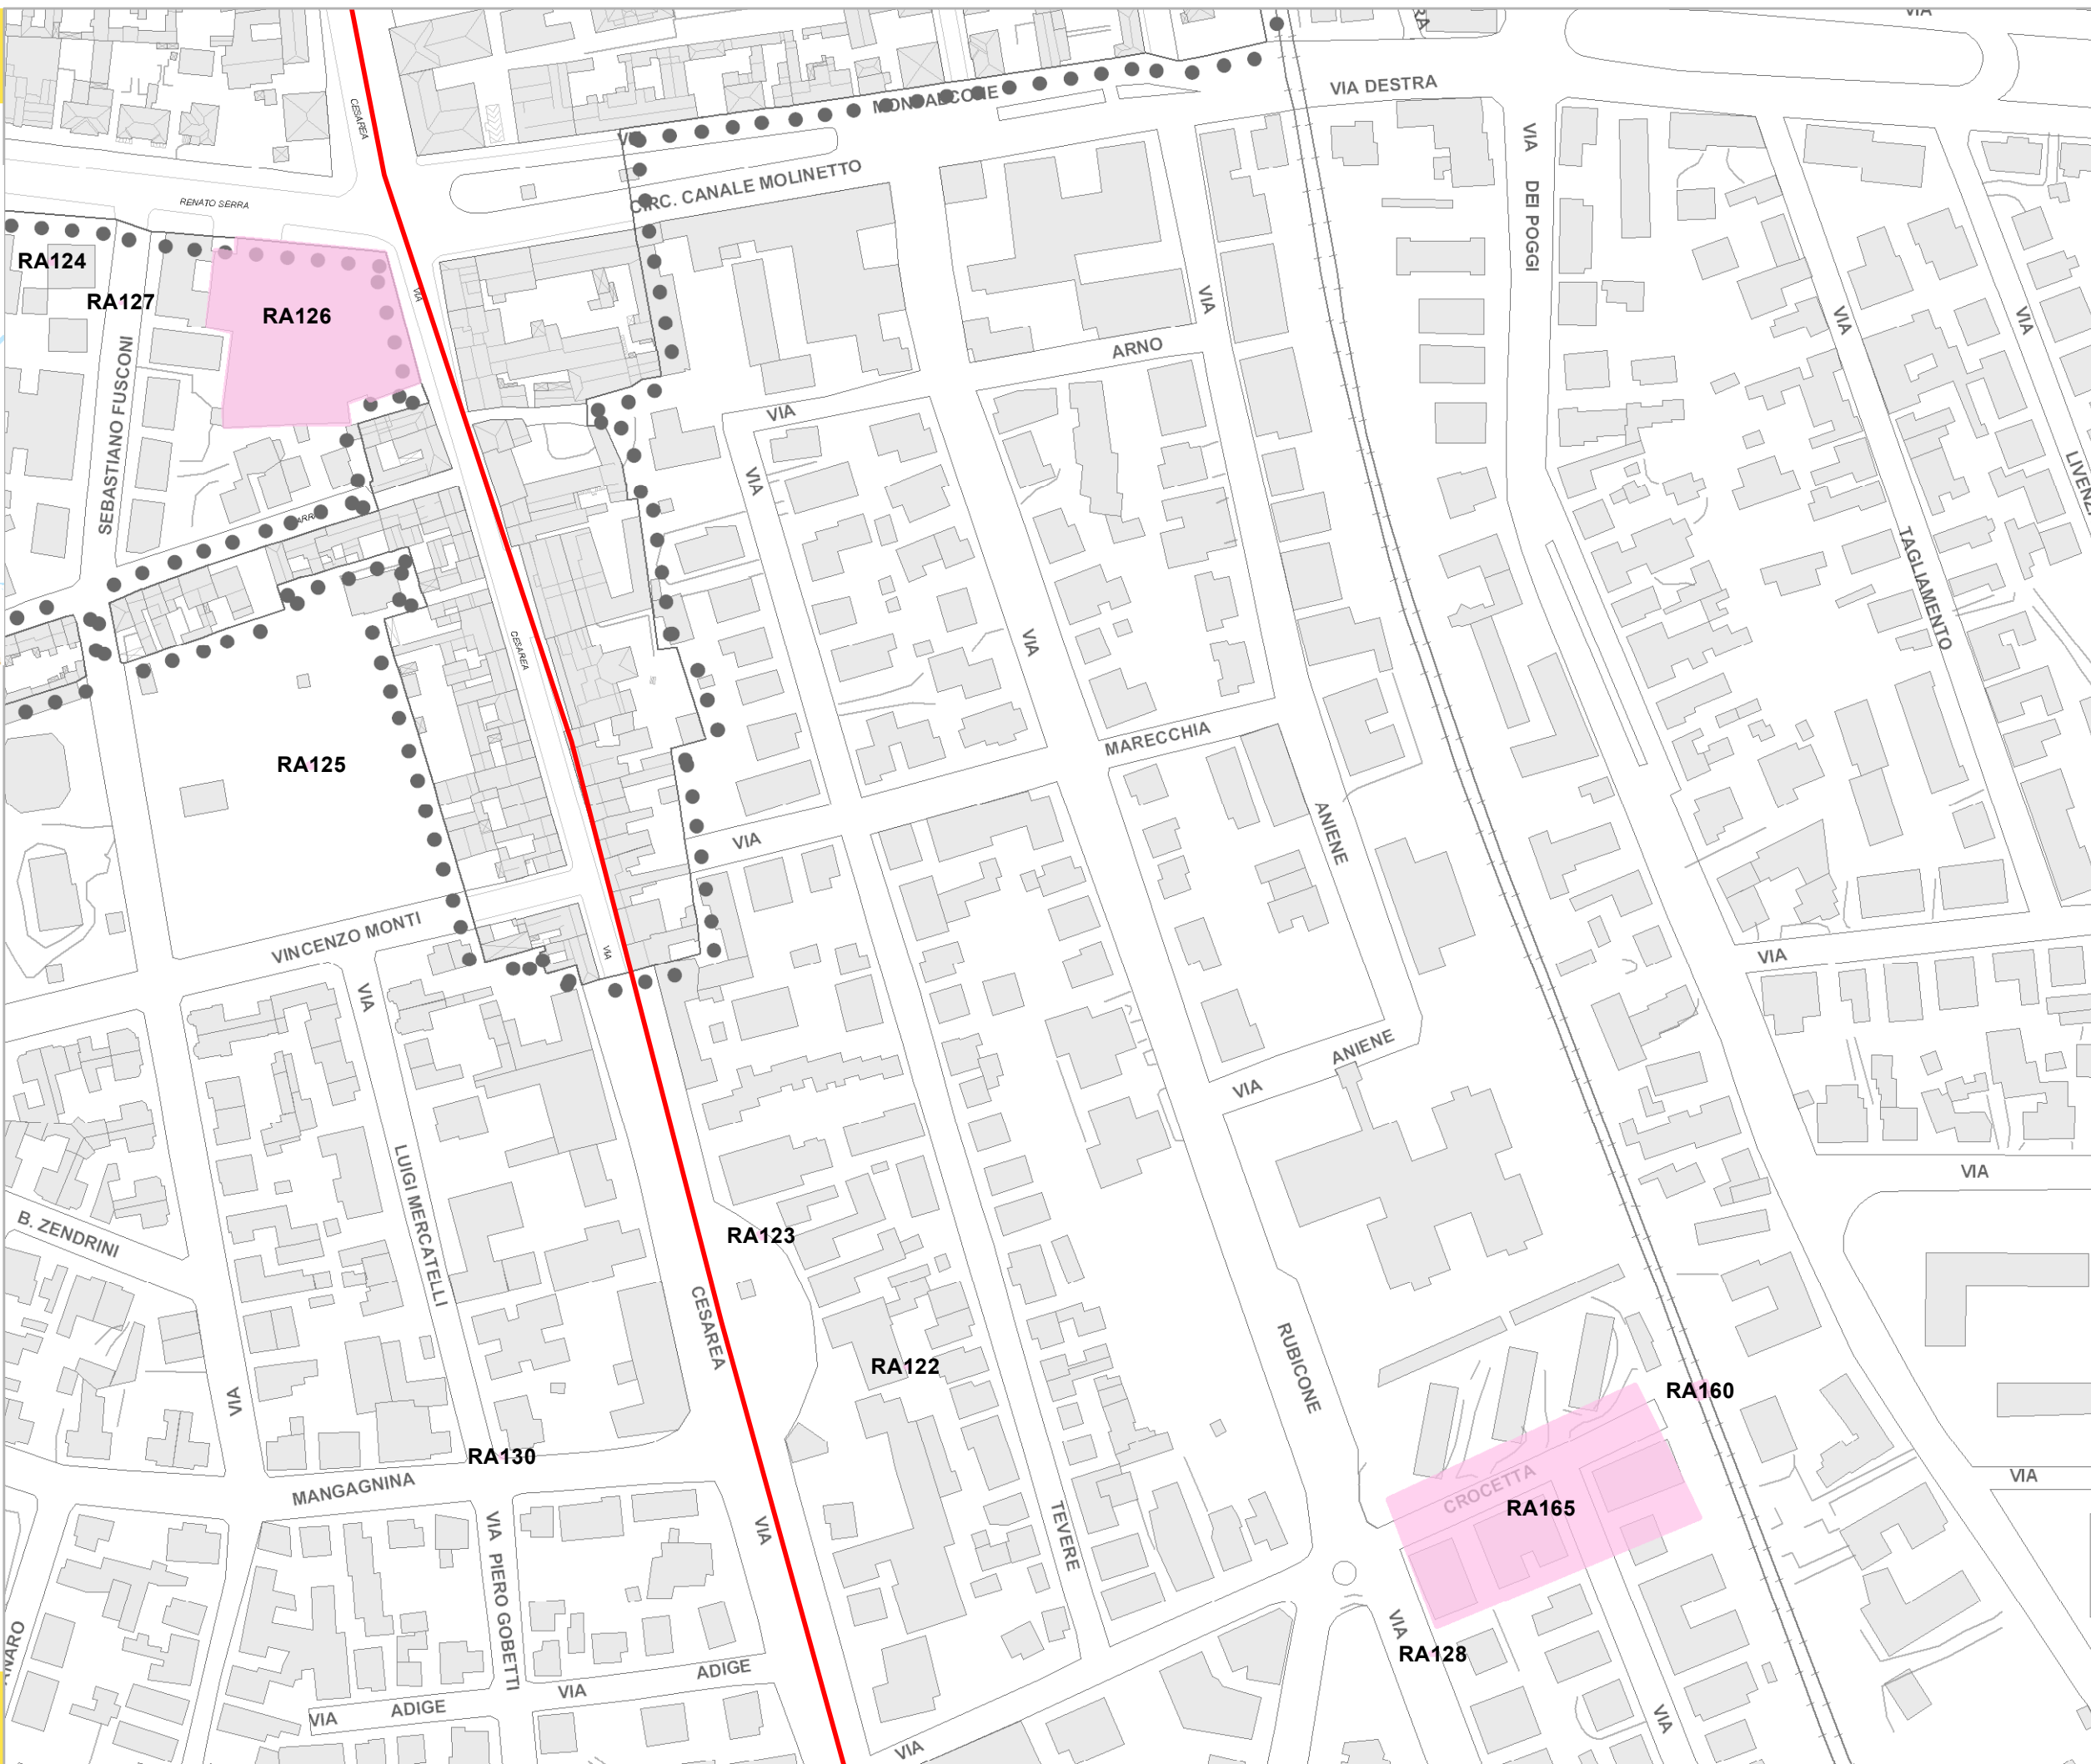 VIA
VIA DESTRA
MONFALCONE
CESAREA
VIA
CIRC. CANALE MOLINETTO
RENATO SERRA
VIA
DEI POGGI
RA124
RA127
RA126
VIA
VIA
VIA
VIA
ARNO
VIA
SEBASTIANO FUSCONI
VIA
LIVENZA
TAGLIAMENTO
CESAREA
VIA
MARECCHIA
RA125
ANIENE
VIA
VINCENZO MONTI
VIA
VIA
VIA
ANIENE
VIA
VIA
LUIGI MERCATELLI
B. ZENDRINI
RA123
CESAREA
RUBICONE
RA122
RA160
VIA
RA130
MANGAGNINA
CROCETTA
RA165
VIA
VIA
PIERO GOBETTI
VIA
TEVERE
VIA
RA128
ADIGE
VIA
ADIGE
VIA
VIA
VIA